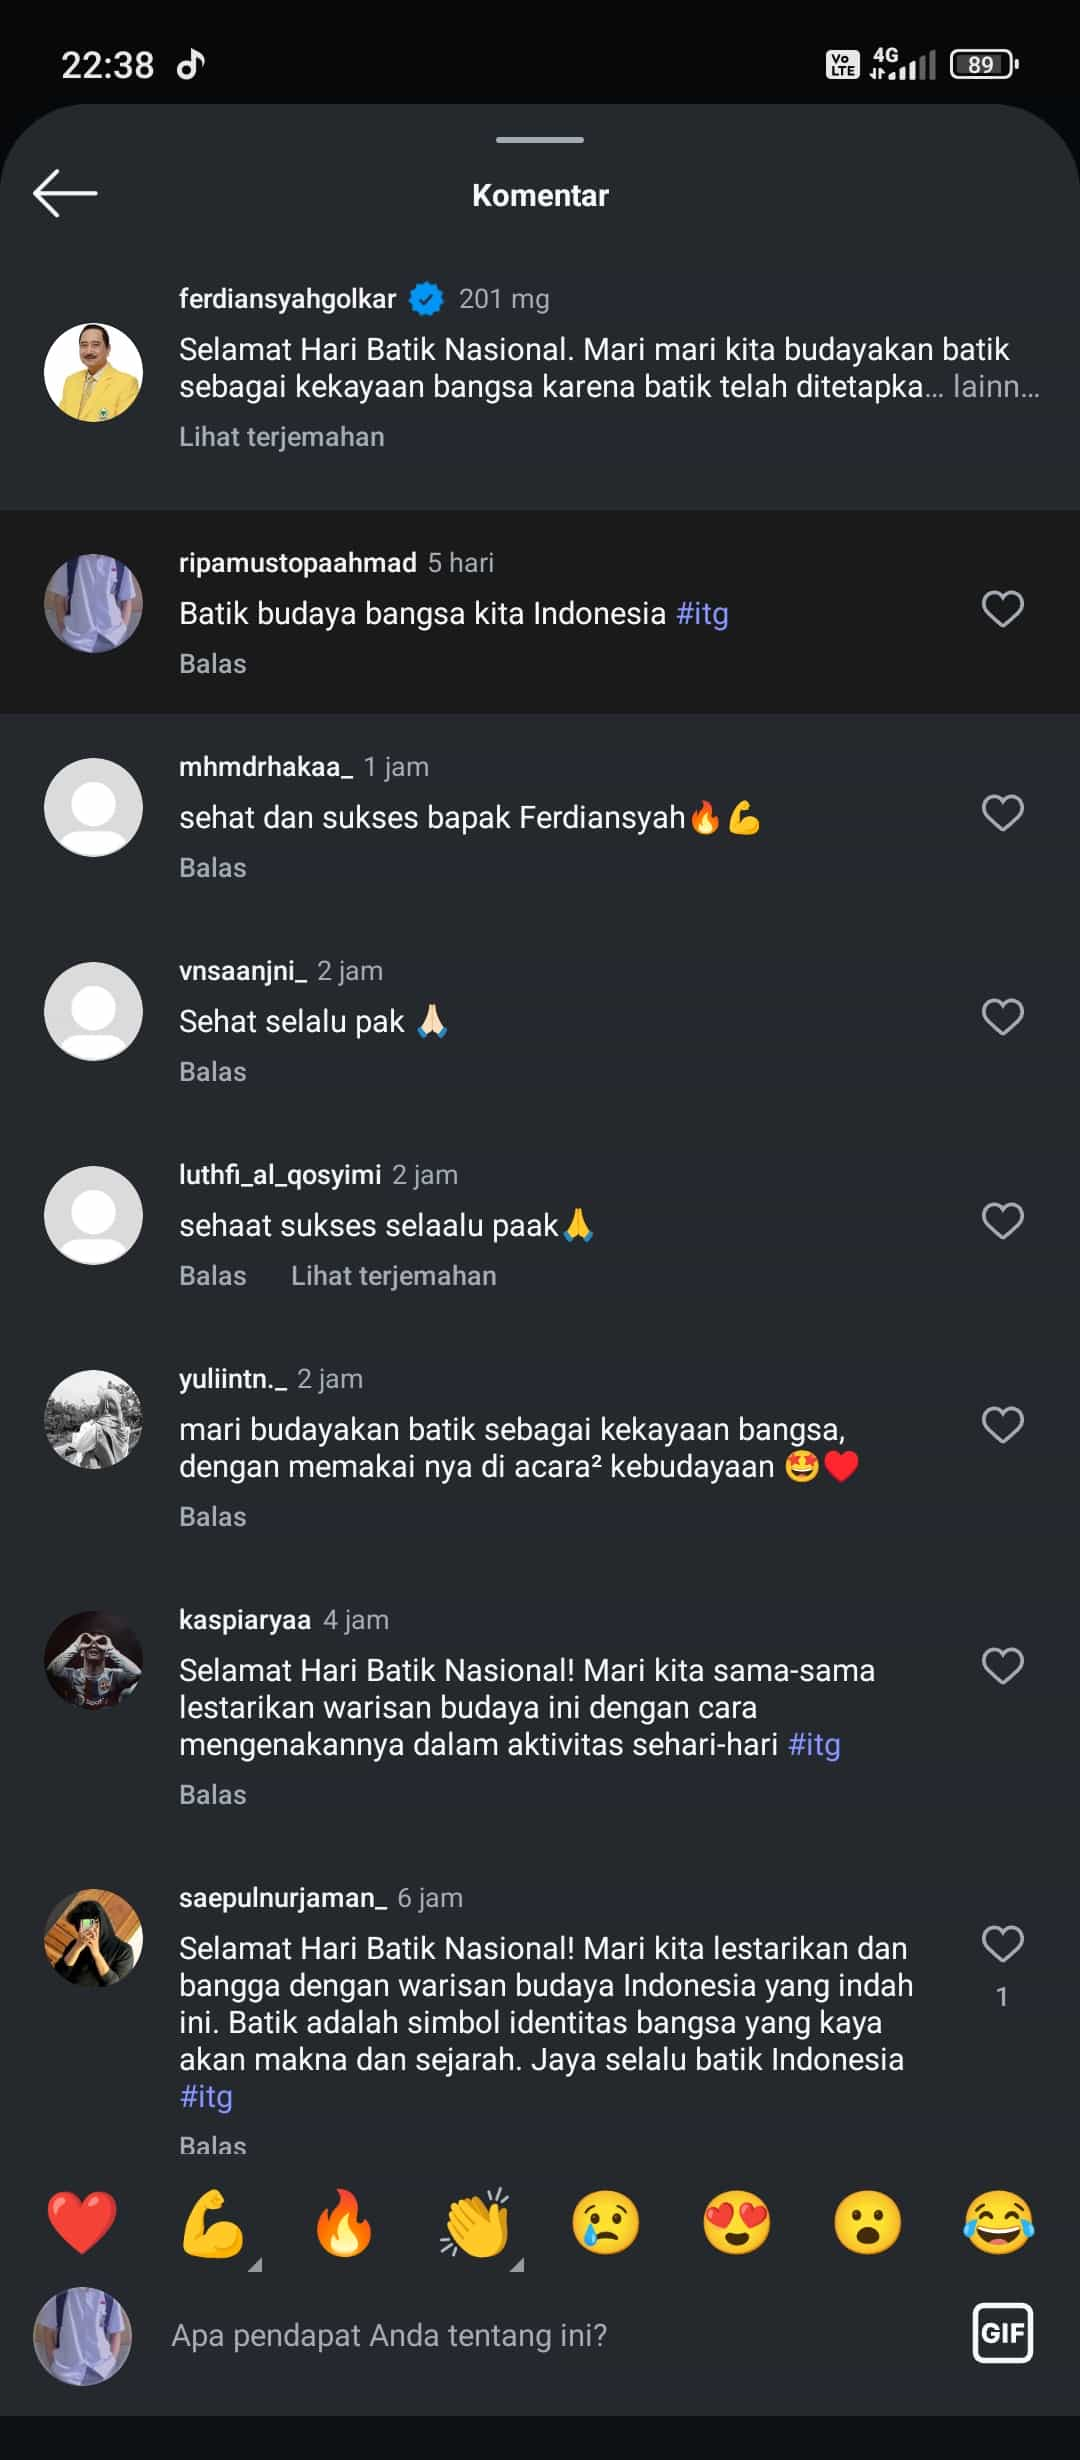 22:38
Vo LTE 4G 89
Komentar
ferdiansyahgolkar 201 mg
Selamat Hari Batik Nasional. Mari mari kita budayakan batik
sebagai kekayaan bangsa karena batik telah ditetapka... lainn...
Lihat terjemahan
ripamustopaahmad 5 hari
Batik budaya bangsa kita Indonesia #itg
Balas
mhmdrhakaa_ 1 jam
sehat dan sukses bapak Ferdiansyah🔥💪
Balas
vnsaanjni_ 2 jam
Sehat selalu pak 🙏🏻
Balas
luthfi_al_qosyimi 2 jam
sehaat sukses selaalu paak🙏
Balas Lihat terjemahan
yuliintn._ 2 jam
mari budayakan batik sebagai kekayaan bangsa,
dengan memakai nya di acara² kebudayaan 🤩❤️
Balas
kaspiaryaa 4 jam
Selamat Hari Batik Nasional! Mari kita sama-sama
lestarikan warisan budaya ini dengan cara
mengenakannya dalam aktivitas sehari-hari #itg
Balas
saepulnurjaman_ 6 jam
Selamat Hari Batik Nasional! Mari kita lestarikan dan
bangga dengan warisan budaya Indonesia yang indah
ini. Batik adalah simbol identitas bangsa yang kaya
akan makna dan sejarah. Jaya selalu batik Indonesia
#itg
1
Balas
❤️💪🔥👏😢😍😮😂
Apa pendapat Anda tentang ini?
GIF